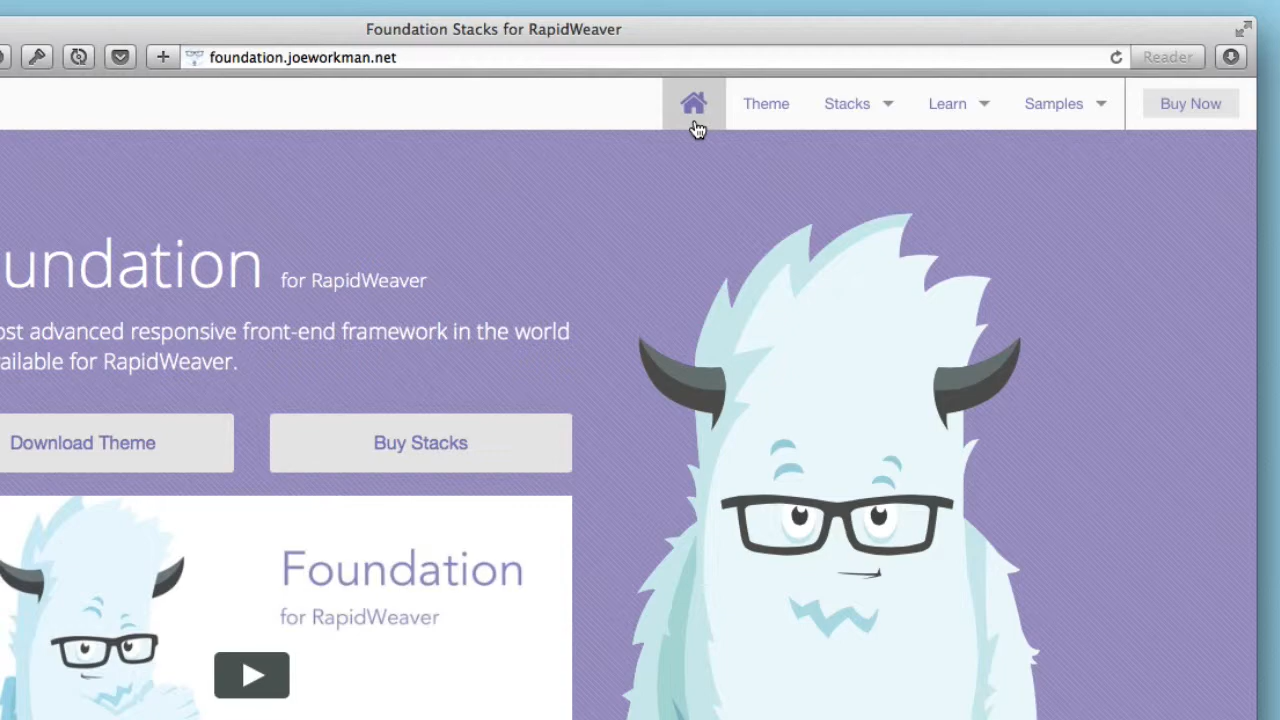 Foundation Stacks for RapidWeaver
foundation.joeworkman.net
Reader
Theme
Stacks
Learn
Samples
Buy Now
undation for RapidWeaver
ost advanced responsive front-end framework in the world
ailable for RapidWeaver.
Download Theme
Buy Stacks
Foundation
for RapidWeaver